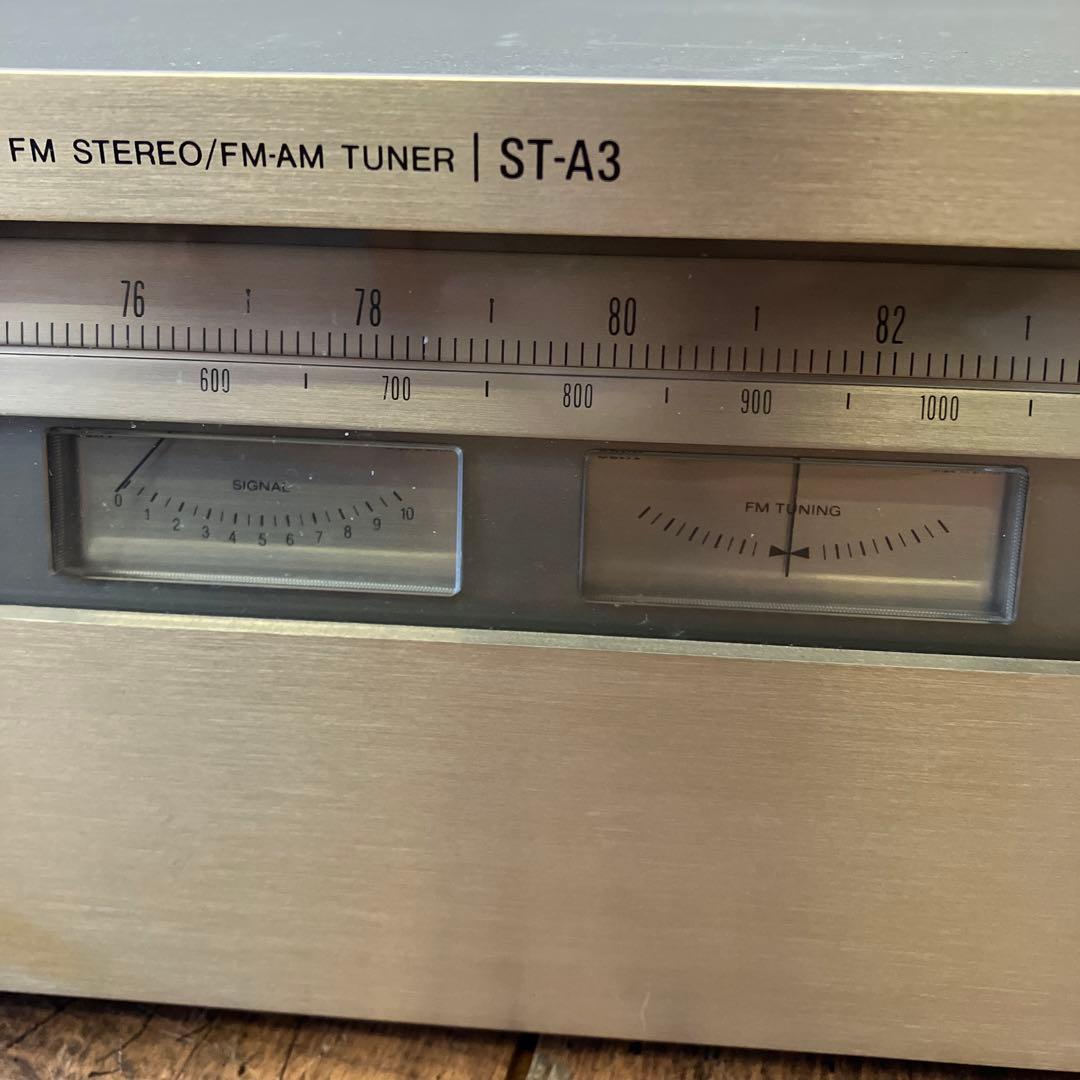 FM STEREO/FM-AM TUNER | ST-A3
76 78 80 82
600 700 800 900 1000
SIGNAL
0 1 2 3 4 5 6 7 8 9 10
FM TUNING